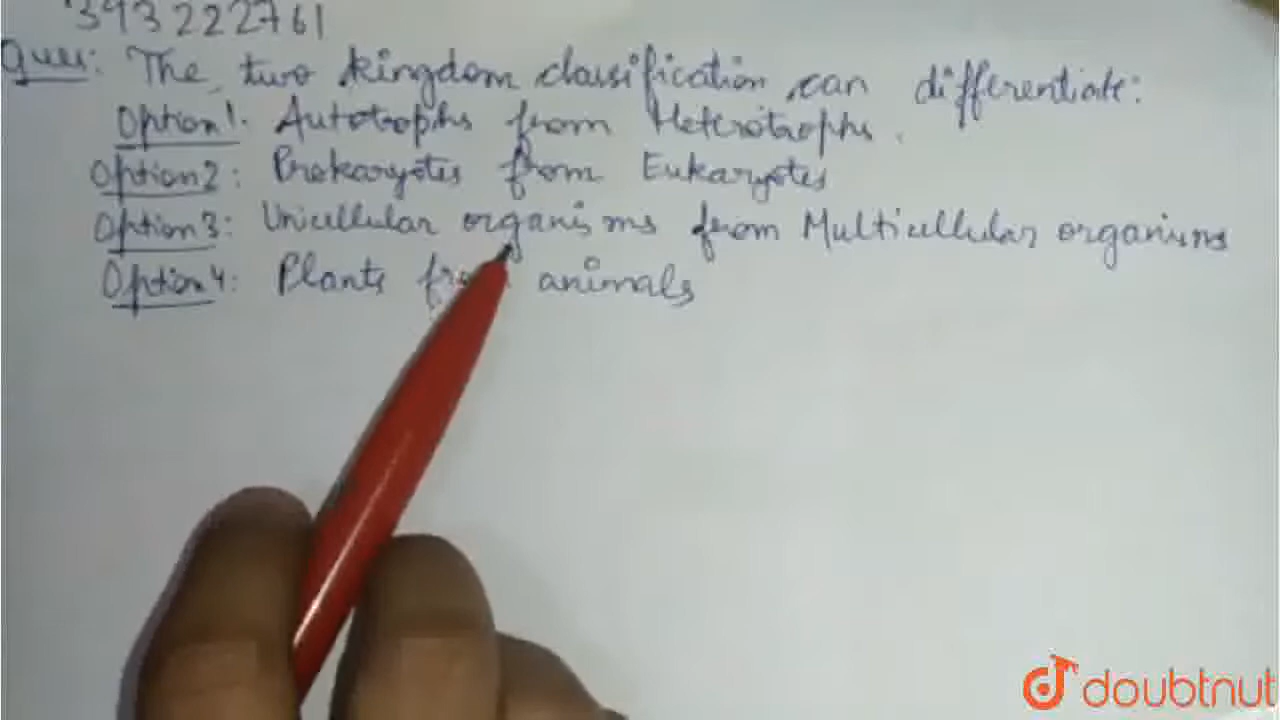 393222761
Ques: The two kingdom classification can differentiate:
Option 1. Autotrophs from Heterotrophs.
Option 2: Prokaryotes from Eukaryotes
Option 3: Unicellular organisms from Multicellular organisms
Option 4: Plants from animals
doubtnut